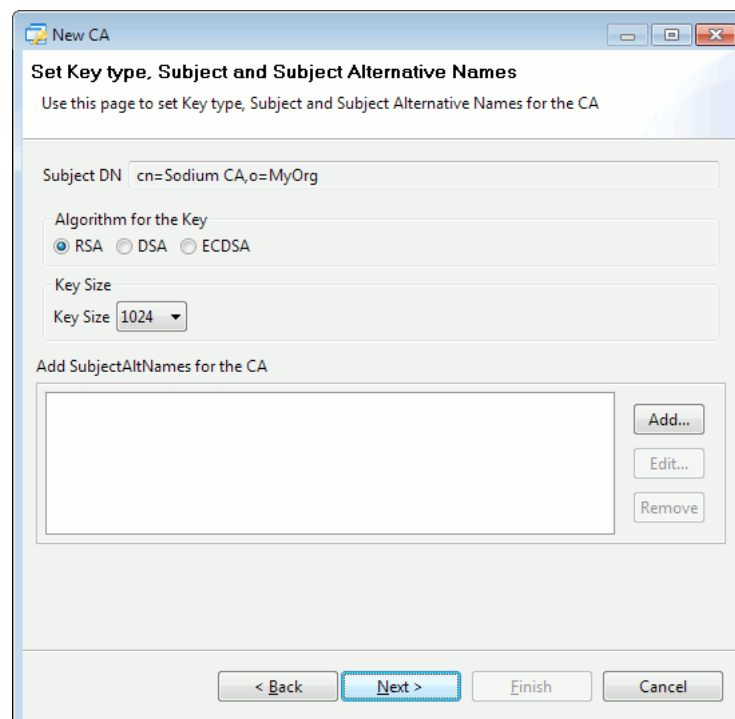 New CA
Set Key type, Subject and Subject Alternative Names
Use this page to set Key type, Subject and Subject Alternative Names for the CA
Subject DN cn=Sodium CA,o=MyOrg
Algorithm for the Key
RSA DSA ECDSA
Key Size
Key Size 1024
Add SubjectAltNames for the CA
Add...
Edit...
Remove
< Back Next > Finish Cancel